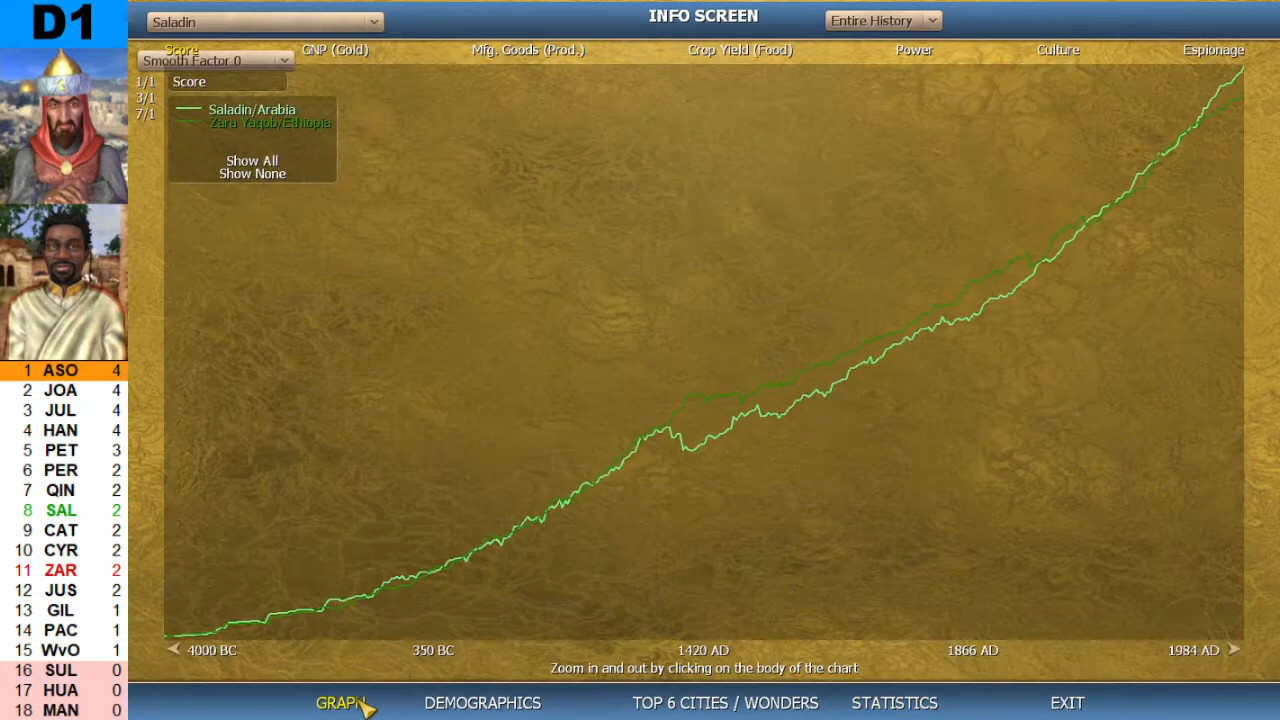 D1
Saladin
INFO SCREEN
Entire History
Score
GNP (Gold)
Mfg. Goods (Prod.)
Crop Yield (Food)
Power
Culture
Espionage
Smooth Factor 0
1/1
3/1
7/1
Score
Saladin/Arabia
Zara Yaqob/Ethiopia
Show All
Show None
1 ASO 4
2 JOA 4
3 JUL 4
4 HAN 4
5 PET 3
6 PER 2
7 QIN 2
8 SAL 2
9 CAT 2
10 CYR 2
11 ZAR 2
12 JUS 2
13 GIL 1
14 PAC 1
15 WvO 1
16 SUL 0
17 HUA 0
18 MAN 0
4000 BC
350 BC
1420 AD
1866 AD
1984 AD
Zoom in and out by clicking on the body of the chart
GRAPH
DEMOGRAPHICS
TOP 6 CITIES / WONDERS
STATISTICS
EXIT